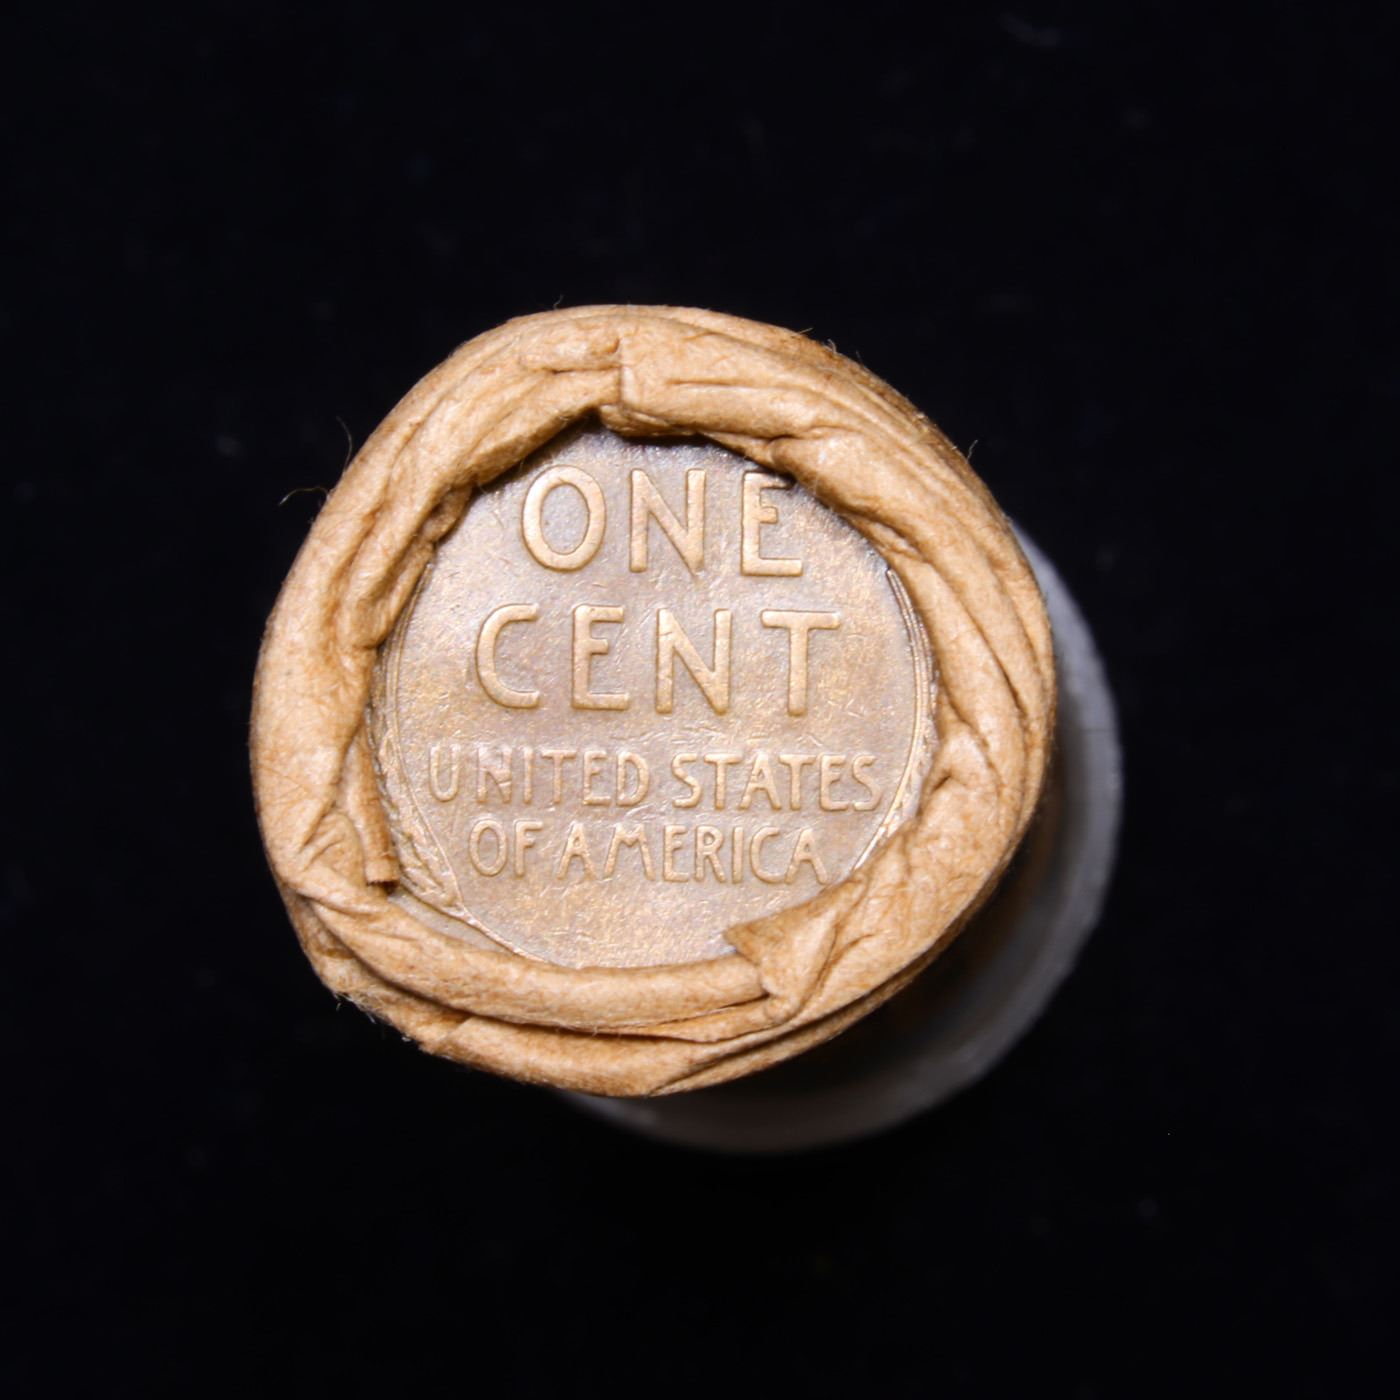 ONE
CENT
UNITED STATES
OF AMERICA